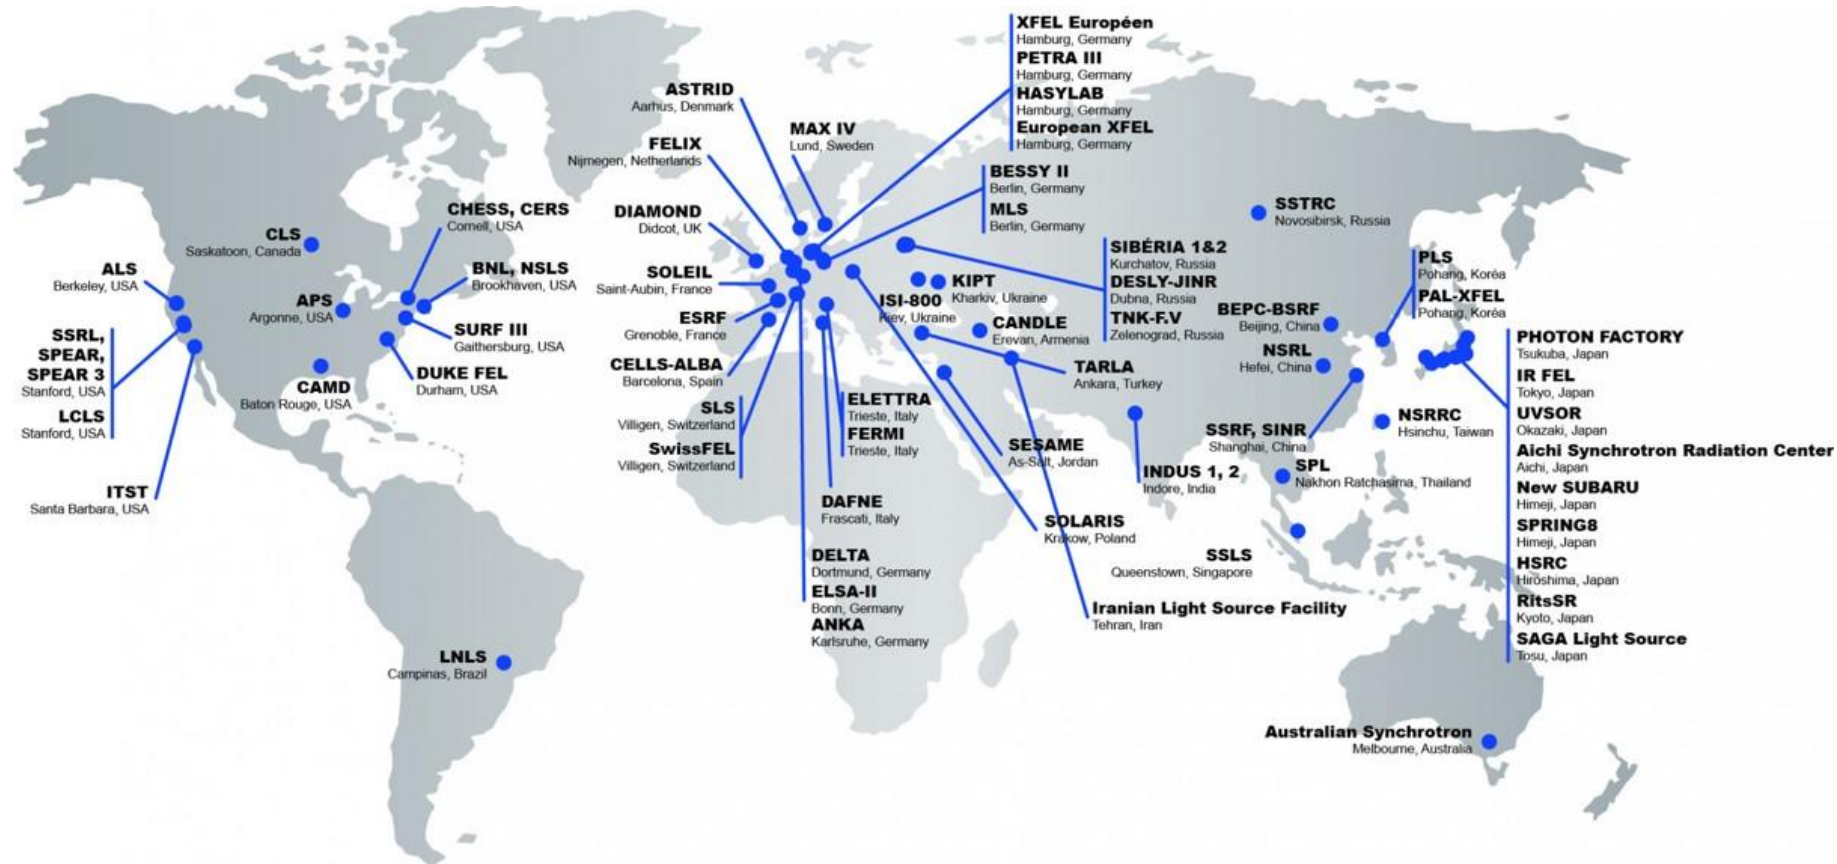 XFEL Européen
Hamburg, Germany
PETRA III
Hamburg, Germany
HASYLAB
Hamburg, Germany
European XFEL
Hamburg, Germany
ASTRID
Aarhus, Denmark
MAX IV
Lund, Sweden
FELIX
Nijmegen, Netherlands
BESSY II
Berlin, Germany
MLS
Berlin, Germany
SSTRC
Novosibirsk, Russia
CHESS, CERS
Cornell, USA
DIAMOND
Didcot, UK
CLS
Saskatoon, Canada
SIBÉRIA 1&2
Kurchatov, Russia
DESLY-JINR
Dubna, Russia
TNK-F.V
Zelenograd, Russia
PLS
Pohang, Koréa
PAL-XFEL
Pohang, Koréa
ALS
Berkeley, USA
BNL, NSLS
Brookhaven, USA
SOLEIL
Saint-Aubin, France
KIPT
Kharkiv, Ukraine
ISI-800
Kiev, Ukraine
APS
Argonne, USA
ESRF
Grenoble, France
BEPC-BSRF
Beijing, China
CANDLE
Erevan, Armenia
SURF III
Gaithersburg, USA
SSRL,
SPEAR,
SPEAR 3
Stanford, USA
LCLS
Stanford, USA
NSRL
Hefei, China
PHOTON FACTORY
Tsukuba, Japan
IR FEL
Tokyo, Japan
UVSOR
Okazaki, Japan
Aichi Synchrotron Radiation Center
Aichi, Japan
New SUBARU
Himeji, Japan
SPRING8
Himeji, Japan
HSRC
Hiroshima, Japan
RitsSR
Kyoto, Japan
SAGA Light Source
Tosu, Japan
DUKE FEL
Durham, USA
CAMD
Baton Rouge, USA
CELLS-ALBA
Barcelona, Spain
TARLA
Ankara, Turkey
SLS
Villigen, Switzerland
SwissFEL
Villigen, Switzerland
ELETTRA
Trieste, Italy
FERMI
Trieste, Italy
NSRRC
Hsinchu, Taiwan
SSRF, SINR
Shanghai, China
SESAME
As-Salt, Jordan
INDUS 1, 2
Indore, India
SPL
Nakhon Ratchasima, Thailand
ITST
Santa Barbara, USA
DAFNE
Frascati, Italy
SOLARIS
Krakow, Poland
DELTA
Dortmund, Germany
ELSA-II
Bonn, Germany
ANKA
Karlsruhe, Germany
SSLS
Queenstown, Singapore
Iranian Light Source Facility
Tehran, Iran
LNLS
Campinas, Brazil
Australian Synchrotron
Melbourne, Australia